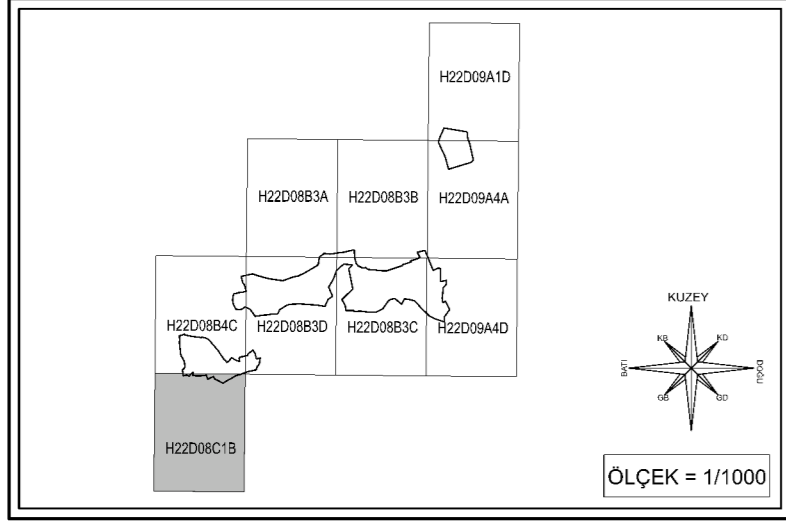 H22D09A1D
H22D08B3A
H22D08B3B
H22D09A4A
H22D08B4C
H22D08B3D
H22D08B3C
H22D09A4D
H22D08C1B
KUZEY
KB
KD
BATI
DOĞU
GB
GD
ÖLÇEK = 1/1000